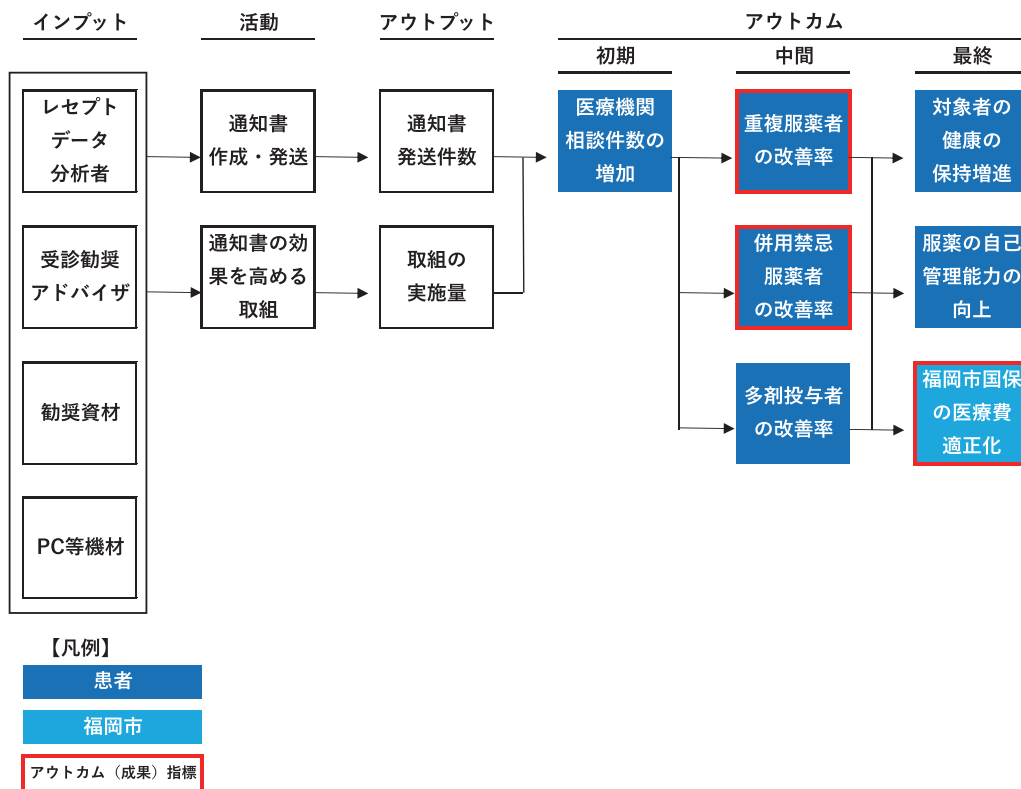 インプット
活動
アウトプット
アウトカム
初期
中間
最終
レセプト
データ
分析者
受診勧奨
アドバイザ
勧奨資材
PC等機材
通知書
作成・発送
通知書の効
果を高める
取組
通知書
発送件数
取組の
実施量
医療機関
相談件数の
増加
重複服薬者
の改善率
併用禁忌
服薬者
の改善率
多剤投与者
の改善率
対象者の
健康の
保持増進
服薬の自己
管理能力の
向上
福岡市国保
の医療費
適正化
【凡例】
患者
福岡市
アウトカム（成果）指標